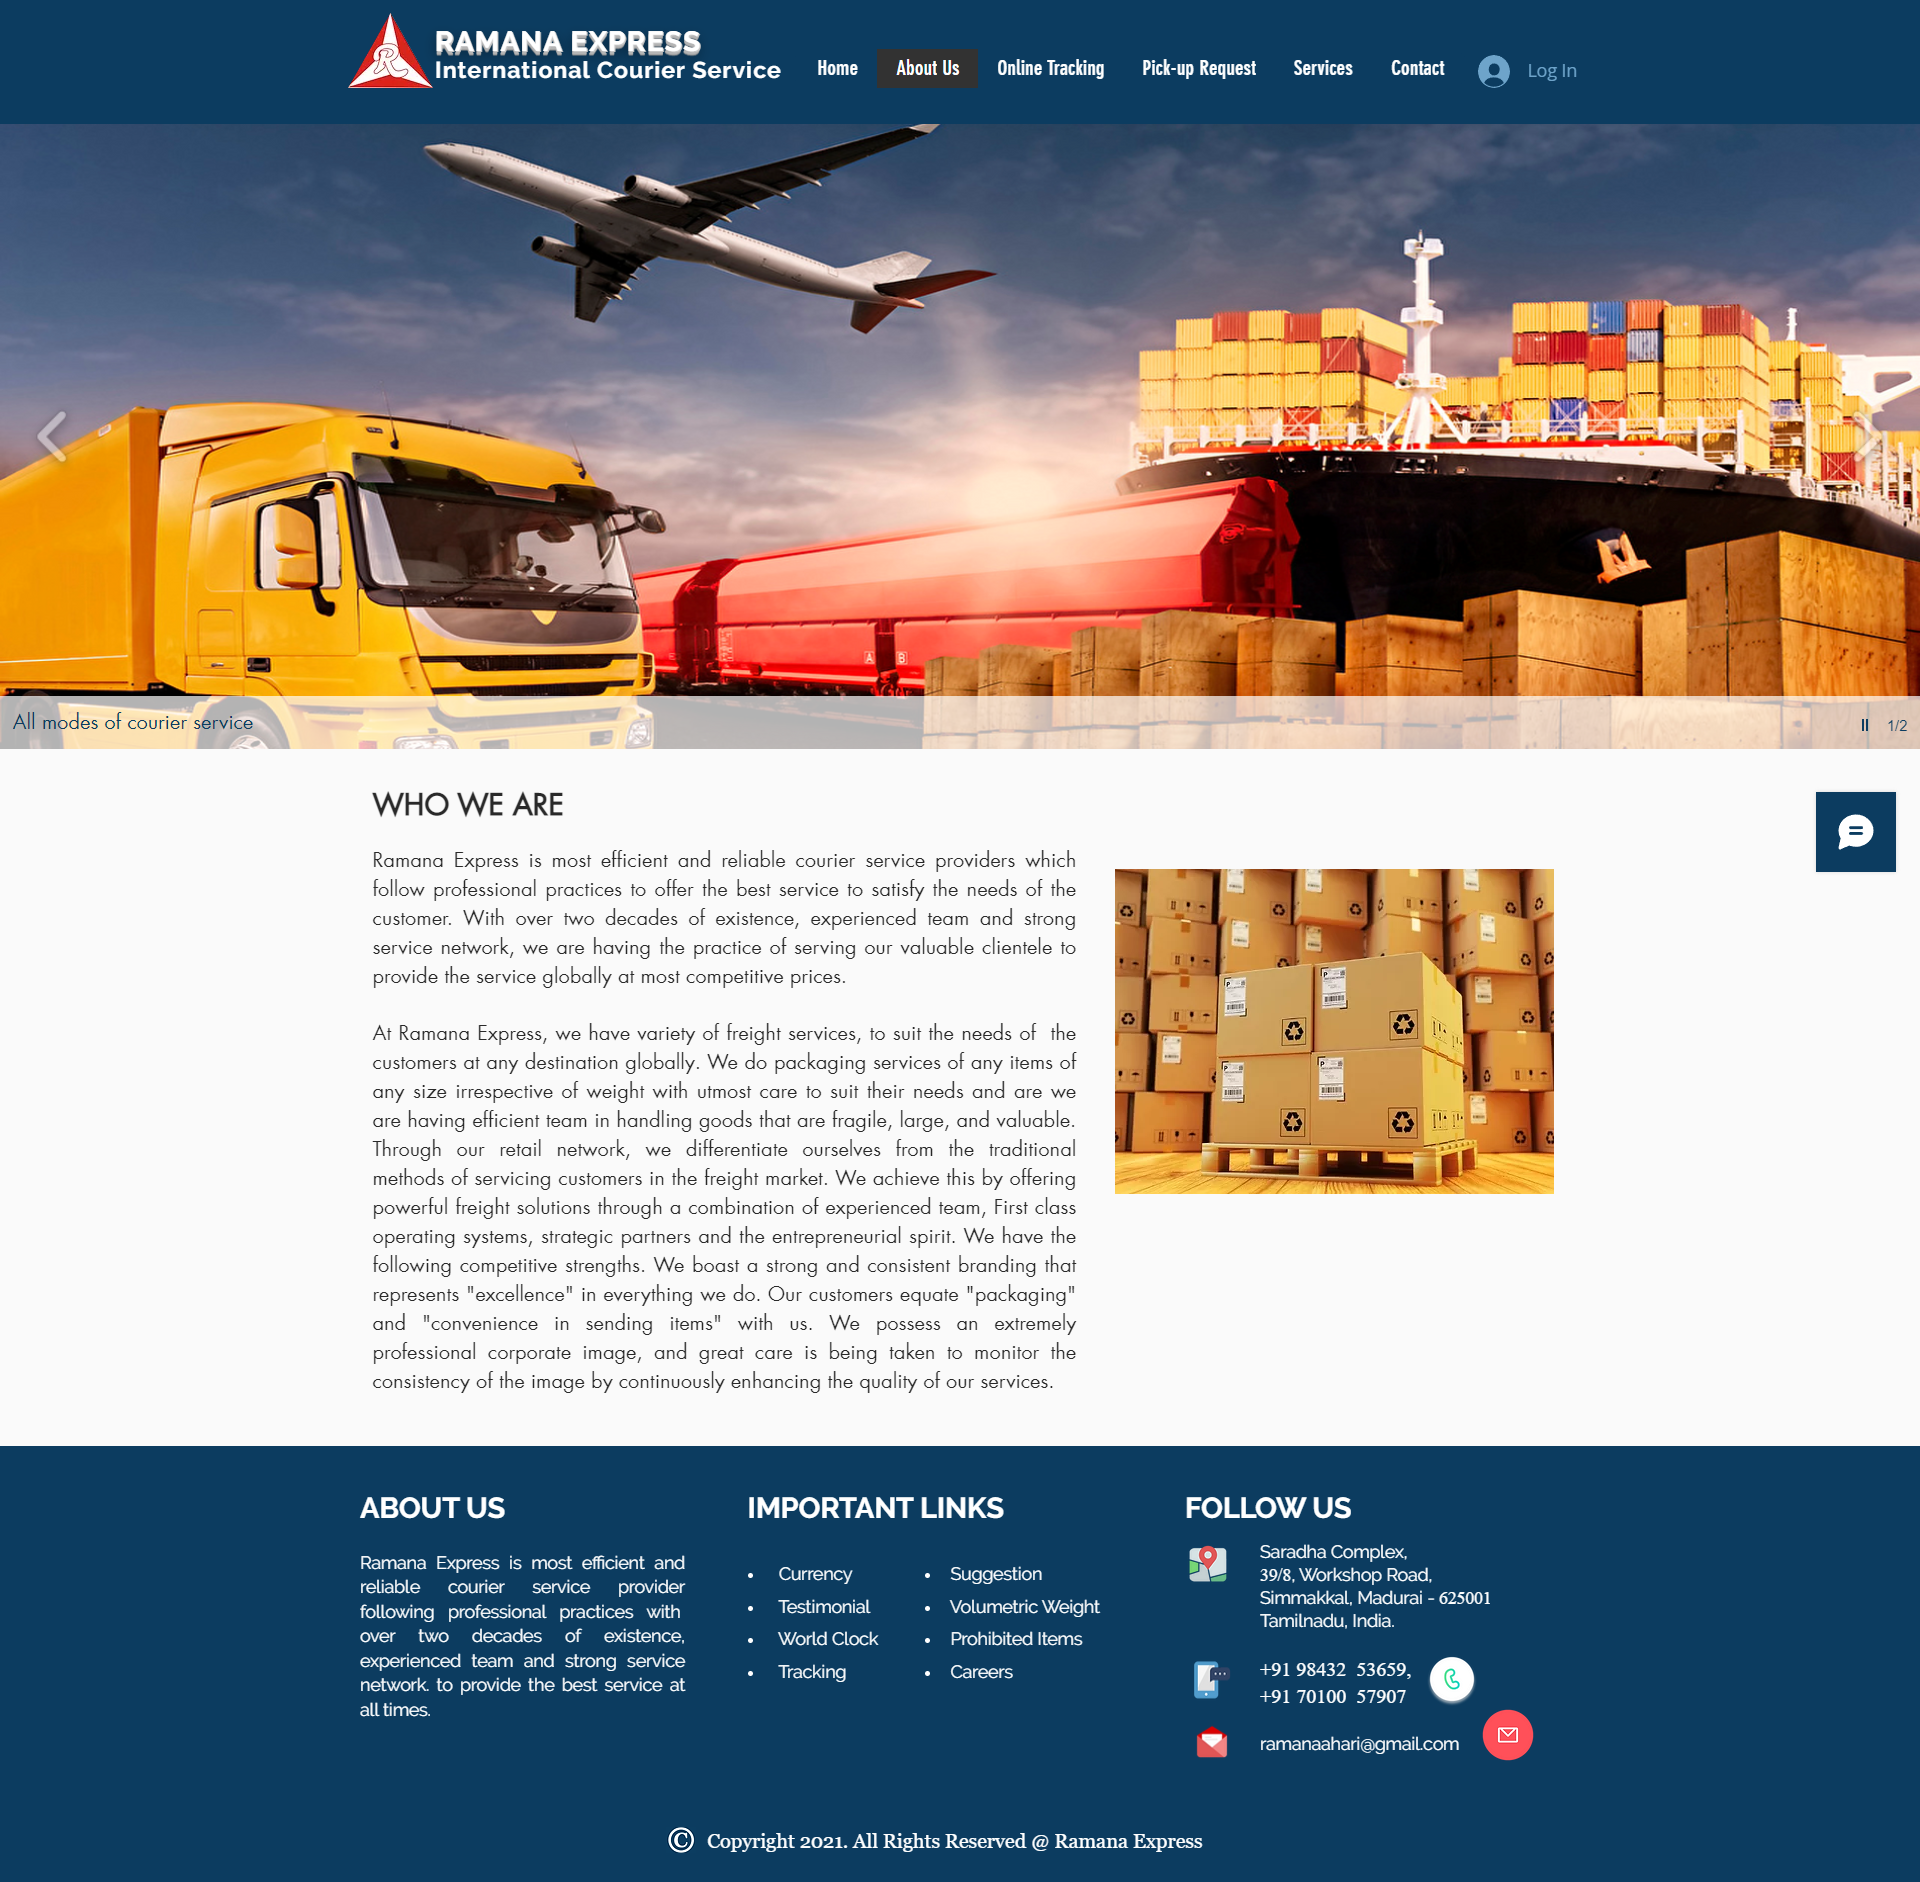 RAMANA EXPRESS
International Courier Service
Home
About Us
Online Tracking
Pick-up Request
Services
Contact
Log In
All modes of courier service
1/2
WHO WE ARE
Ramana Express is most efficient and reliable courier service providers which
follow professional practices to offer the best service to satisfy the needs of the
customer. With over two decades of existence, experienced team and strong
service network, we are having the practice of serving our valuable clientele to
provide the service globally at most competitive prices.
At Ramana Express, we have variety of freight services, to suit the needs of the
customers at any destination globally. We do packaging services of any items of
any size irrespective of weight with utmost care to suit their needs and are we
are having efficient team in handling goods that are fragile, large, and valuable.
Through our retail network, we differentiate ourselves from the traditional
methods of servicing customers in the freight market. We achieve this by offering
powerful freight solutions through a combination of experienced team, First class
operating systems, strategic partners and the entrepreneurial spirit. We have the
following competitive strengths. We boast a strong and consistent branding that
represents "excellence" in everything we do. Our customers equate "packaging"
and "convenience in sending items" with us. We possess an extremely
professional corporate image, and great care is being taken to monitor the
consistency of the image by continuously enhancing the quality of our services.
ABOUT US
Ramana Express is most efficient and
reliable courier service provider
following professional practices with
over two decades of existence,
experienced team and strong service
network. to provide the best service at
all times.
IMPORTANT LINKS
• Currency
• Testimonial
• World Clock
• Tracking
• Suggestion
• Volumetric Weight
• Prohibited Items
• Careers
FOLLOW US
Saradha Complex,
39/8, Workshop Road,
Simmakkal, Madurai - 625001
Tamilnadu, India.
+91 98432 53659,
+91 70100 57907
ramanaahari@gmail.com
© Copyright 2021. All Rights Reserved @ Ramana Express